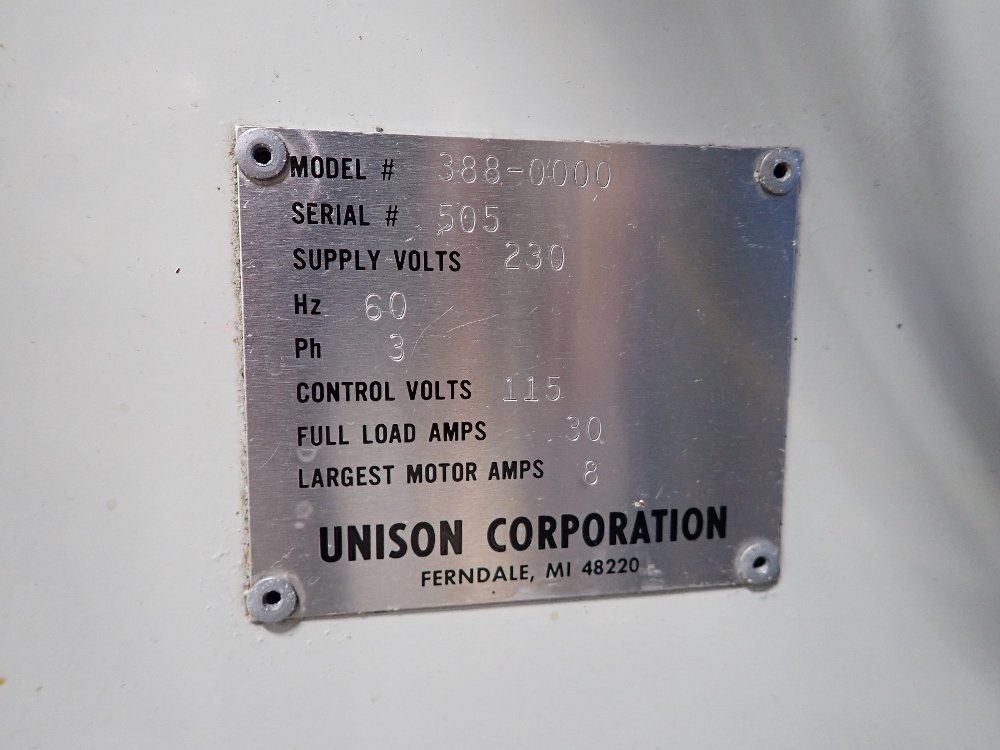 MODEL # 388-0000
SERIAL # 505
SUPPLY VOLTS 230
Hz 60
Ph 3
CONTROL VOLTS 115
FULL LOAD AMPS 30
LARGEST MOTOR AMPS 8
UNISON CORPORATION
FERNDALE, MI 48220